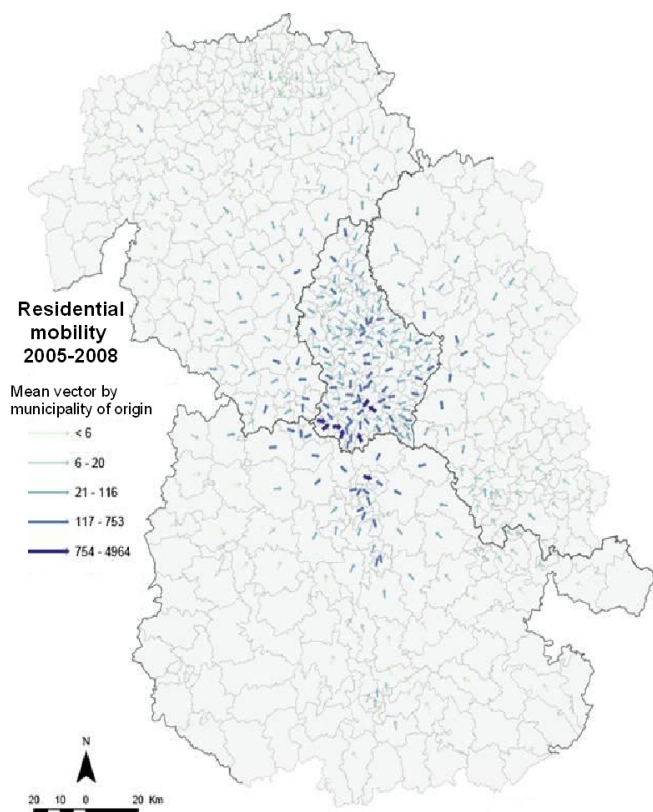 Residential
mobility
2005-2008
Mean vector by
municipality of origin
< 6
6 - 20
21 - 116
117 - 753
754 - 4964
N
20 10 0 20 Km